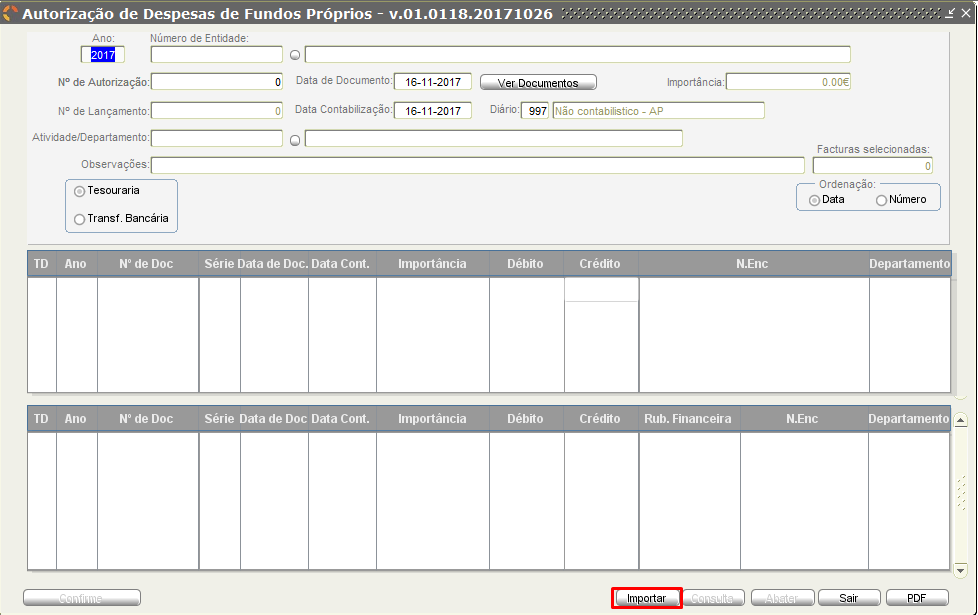 Autorização de Despesas de Fundos Próprios - v.01.0118.20171026
Ano: Número de Entidade:
2017
Nº de Autorização: 0 Data de Documento: 16-11-2017 Ver Documentos Importância: 0.00€
Nº de Lançamento: 0 Data Contabilização: 16-11-2017 Diário: 997 Não contabilistico - AP
Atividade/Departamento:
Facturas selecionadas:
Observações: 0
Tesouraria
Transf. Bancária
Ordenação:
Data Número
TD Ano Nº de Doc Série Data de Doc. Data Cont. Importância Débito Crédito N.Enc Departamento
TD Ano Nº de Doc Série Data de Doc Data Cont. Importância Débito Crédito Rub. Financeira N.Enc Departamento
Confirme Importar Consulta Abater Sair PDF